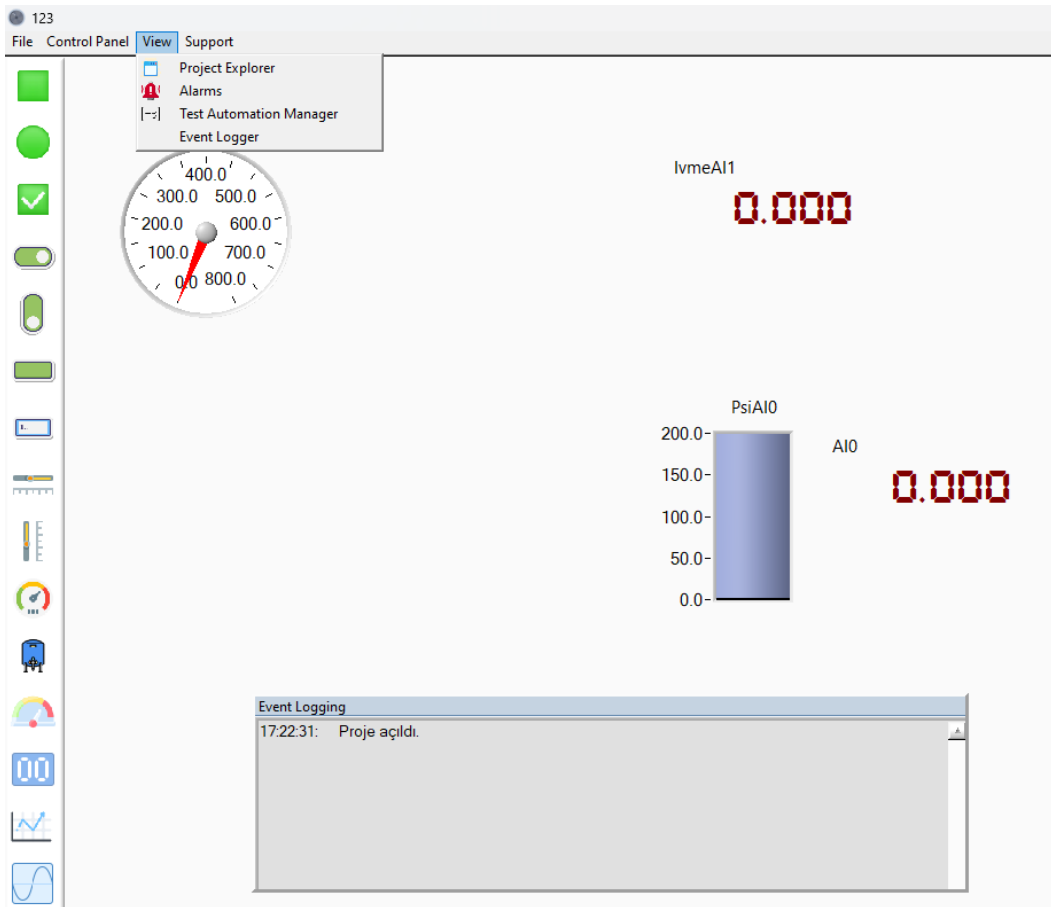 123
File Control Panel View Support
Project Explorer
Alarms
Test Automation Manager
Event Logger
400.0
300.0 500.0
200.0 600.0
100.0 700.0
0.0 800.0
IvmeAI1
0.000
PsiAI0
200.0
150.0
100.0
50.0
0.0
AI0
0.000
00
Event Logging
17:22:31: Proje açıldı.